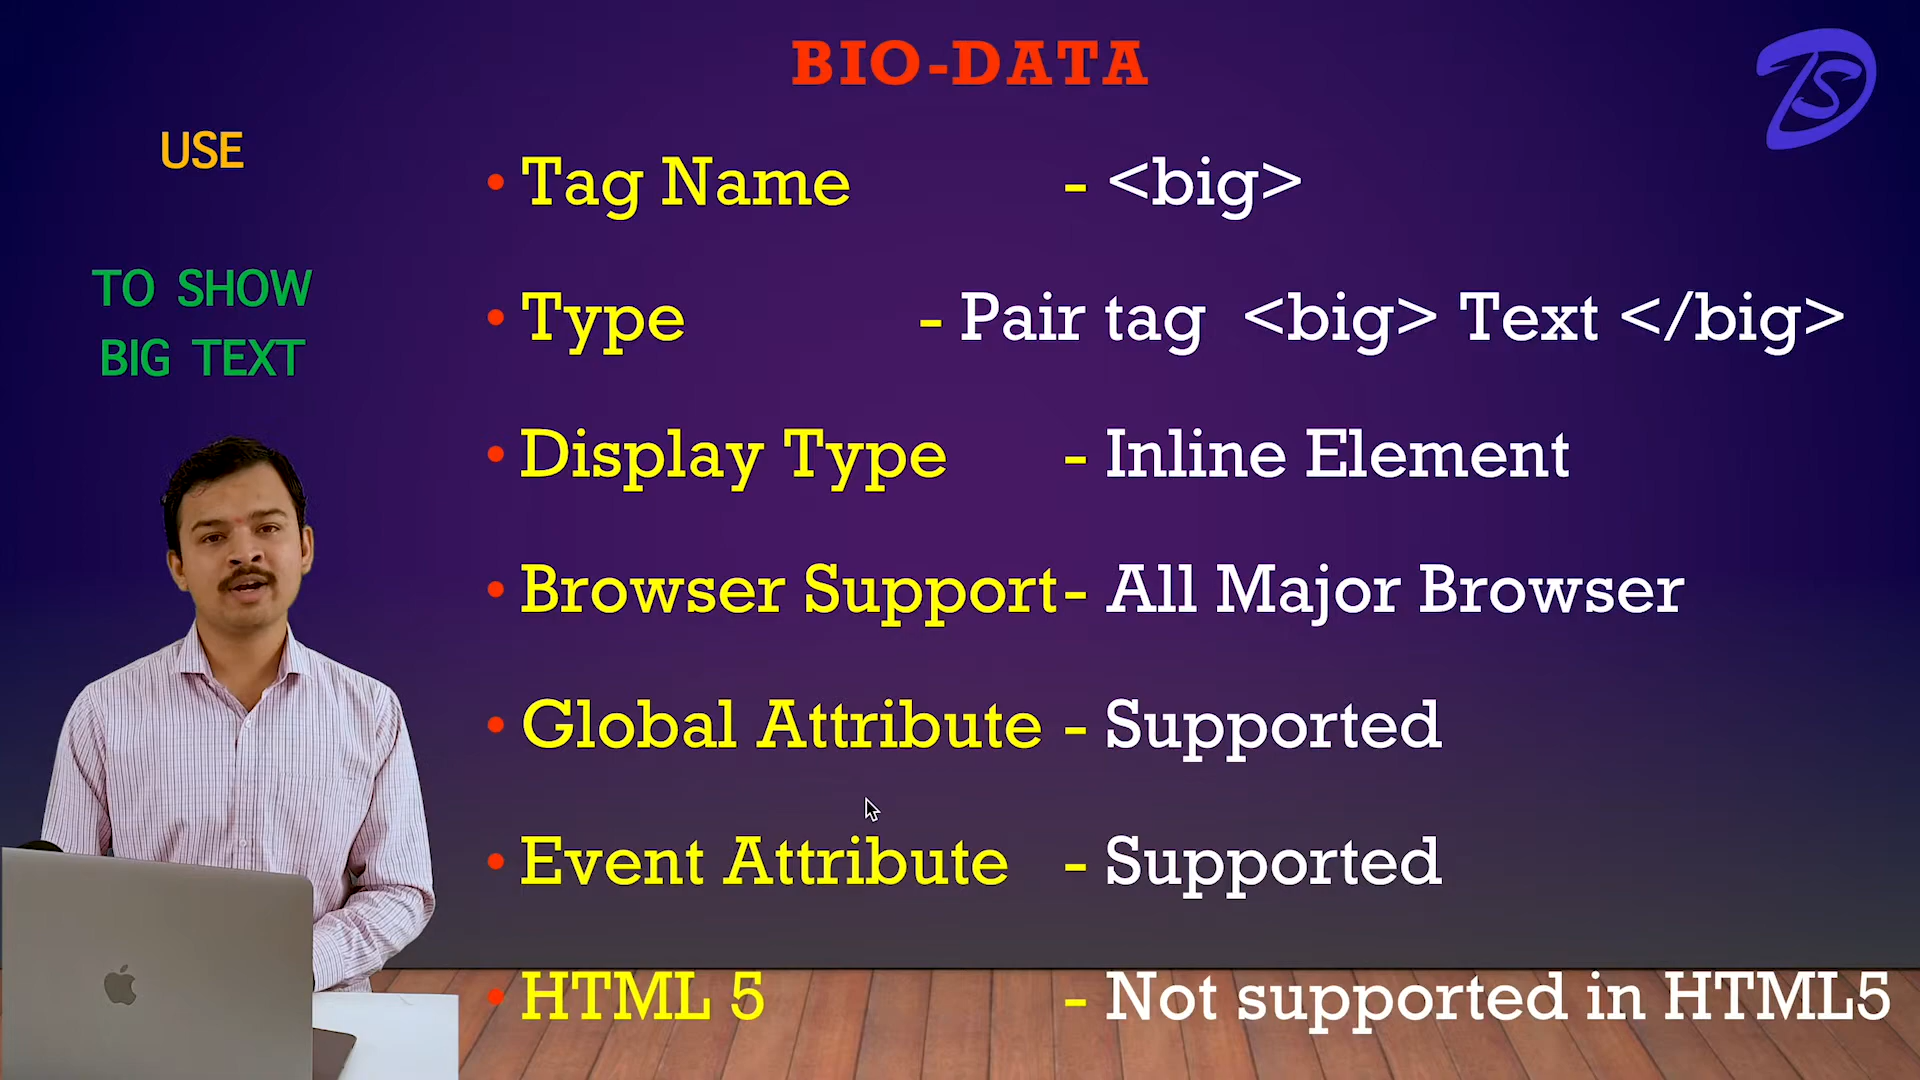 BIO-DATA
USE
TO SHOW
BIG TEXT
• Tag Name - <big>
• Type - Pair tag <big> Text </big>
• Display Type - Inline Element
• Browser Support - All Major Browser
• Global Attribute - Supported
• Event Attribute - Supported
• HTML 5 - Not supported in HTML5